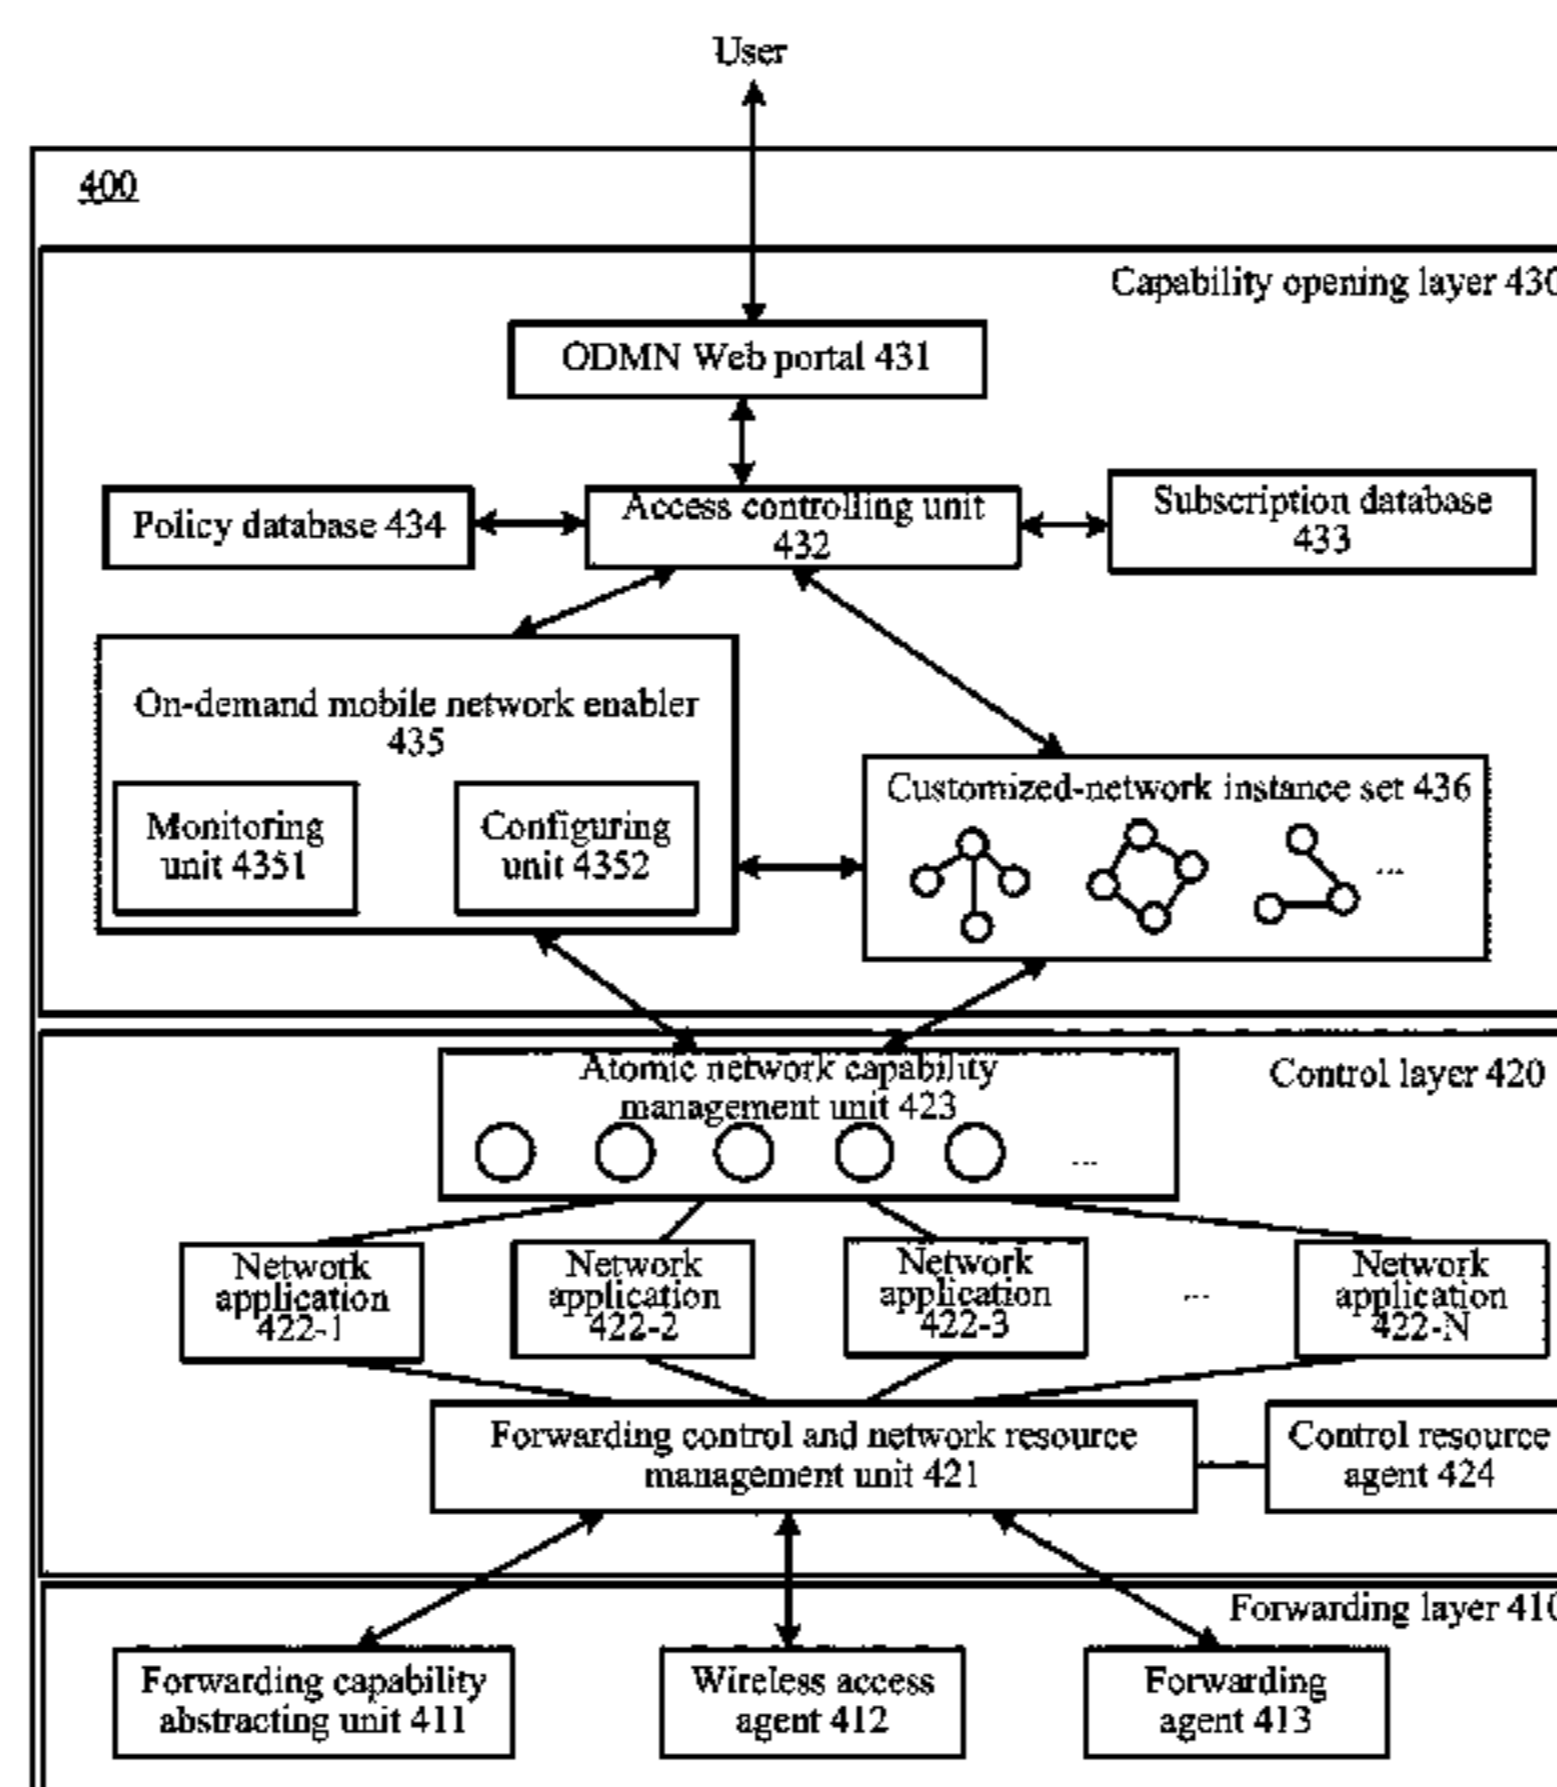 User
400
Capability opening layer 430
ODMN Web portal 431
Policy database 434
Access controlling unit
432
Subscription database
433
On-demand mobile network enabler
435
Monitoring
unit 4351
Configuring
unit 4352
Customized-network instance set 436
...
Control layer 420
Atomic network capability
management unit 423
...
Network
application
422-1
Network
application
422-2
Network
application
422-3
...
Network
application
422-N
Forwarding control and network resource
management unit 421
Control resource
agent 424
Forwarding layer 410
Forwarding capability
abstracting unit 411
Wireless access
agent 412
Forwarding
agent 413